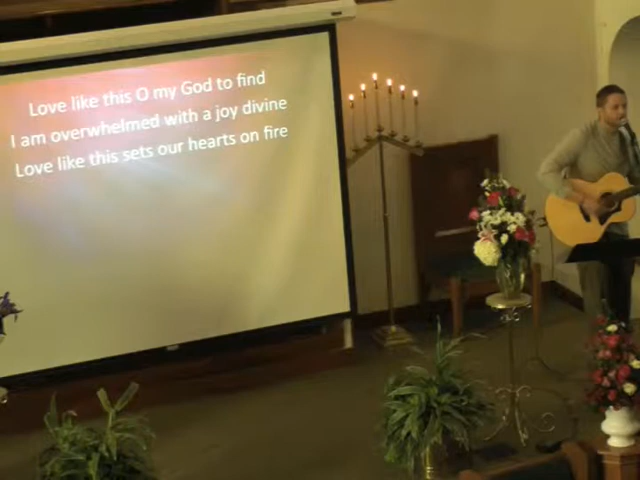 Love like this O my God to find
I am overwhelmed with a joy divine
Love like this sets our hearts on fire